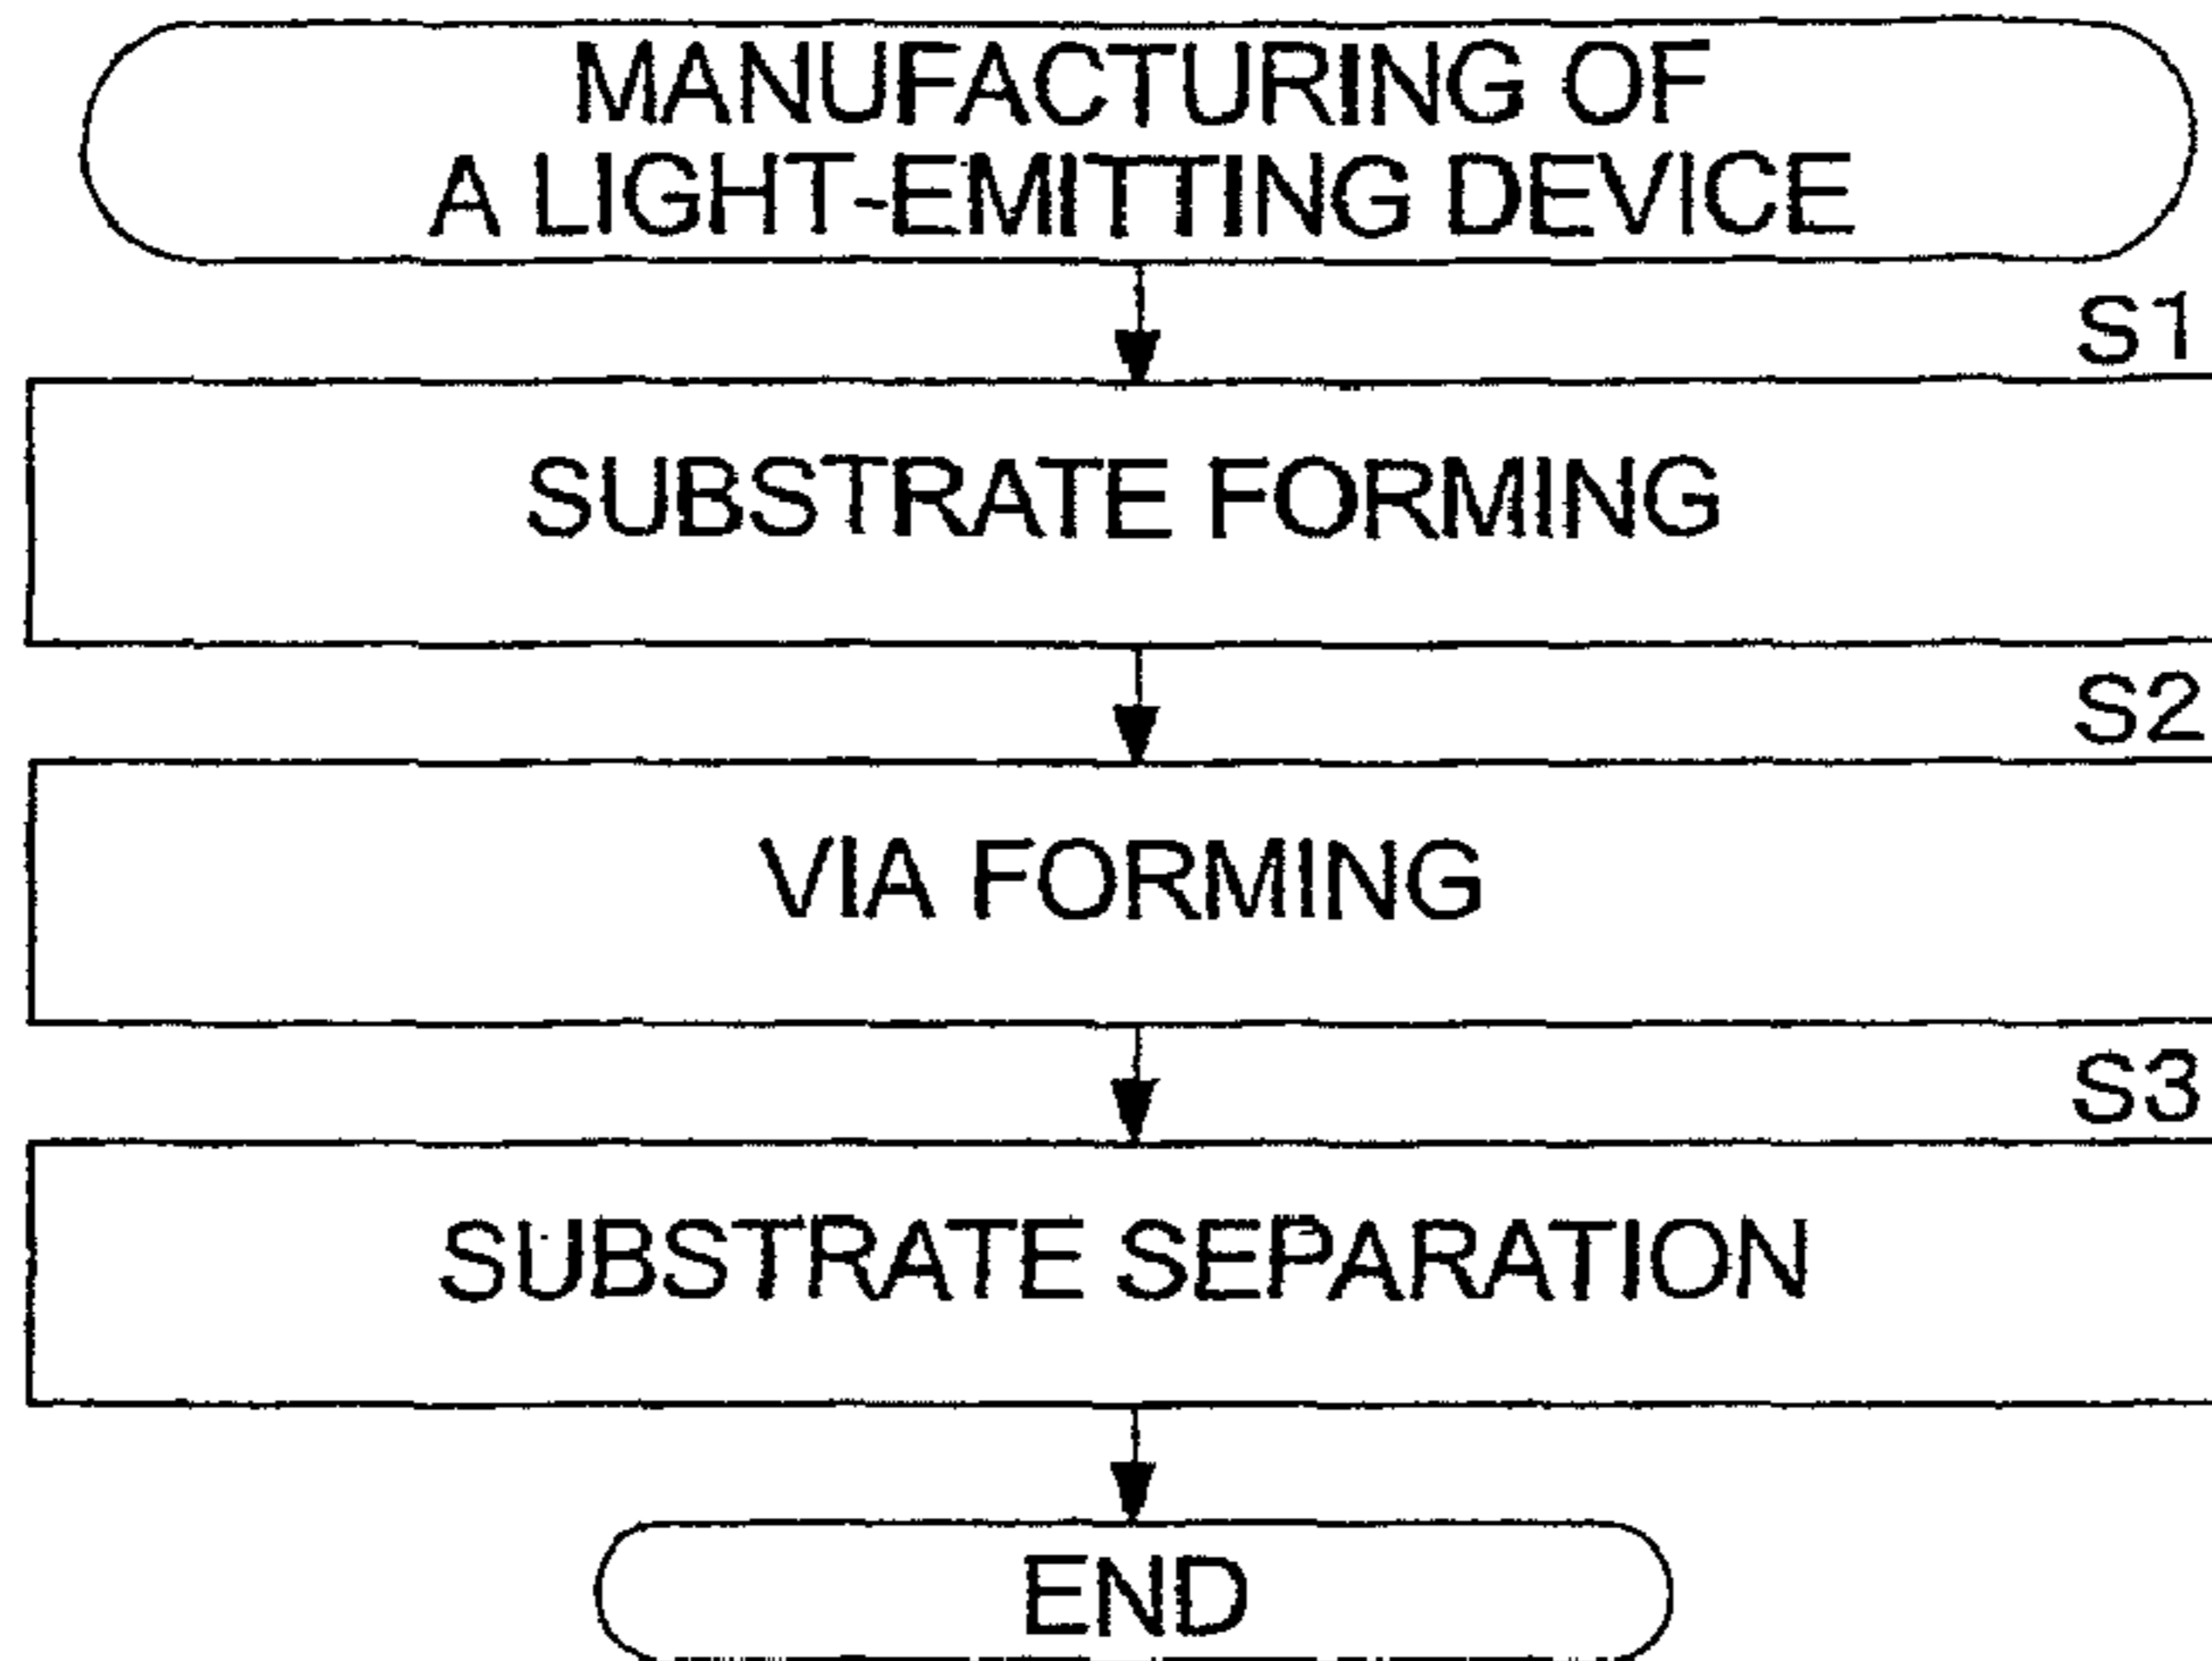 MANUFACTURING OF
A LIGHT-EMITTING DEVICE
S1
SUBSTRATE FORMING
S2
VIA FORMING
S3
SUBSTRATE SEPARATION
END